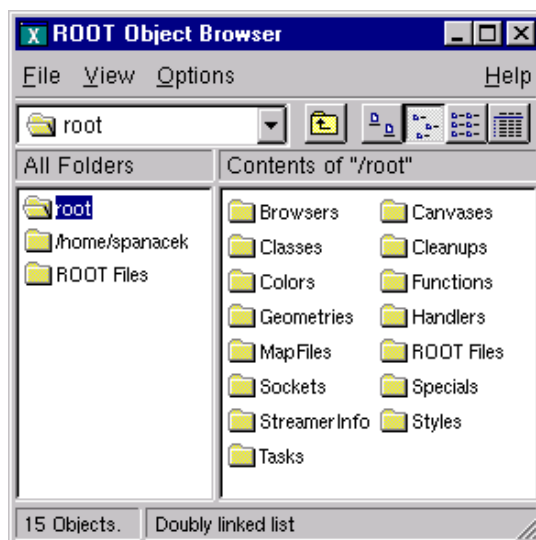 ROOT Object Browser
File View Options Help
root
All Folders Contents of "/root"
root
/home/spanacek
ROOT Files
Browsers Canvases
Classes Cleanups
Colors Functions
Geometries Handlers
MapFiles ROOT Files
Sockets Specials
StreamerInfo Styles
Tasks
15 Objects. Doubly linked list